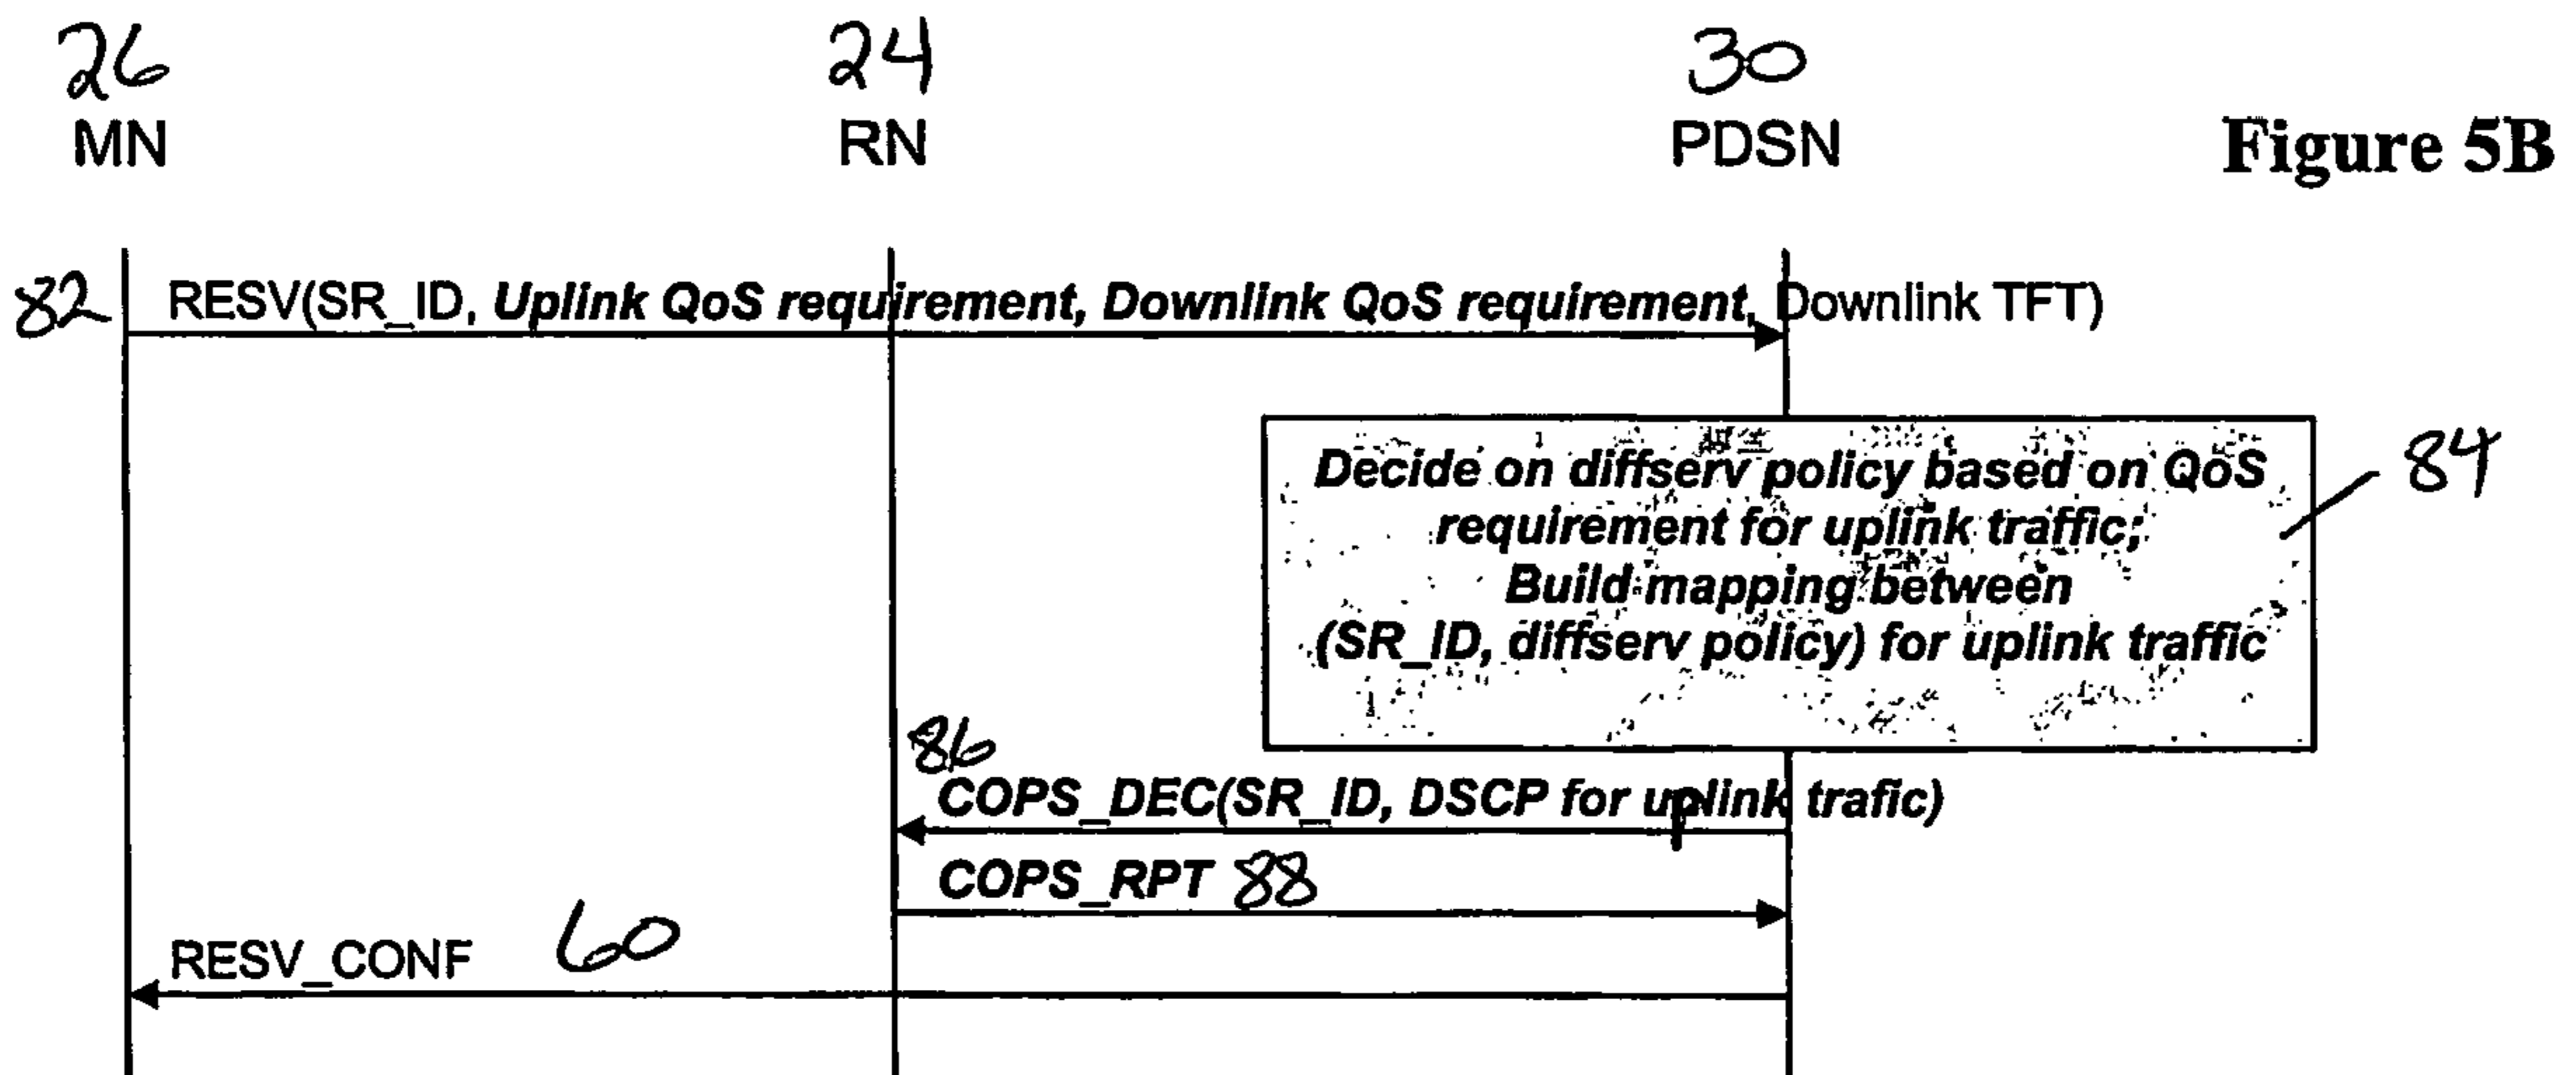 26 24 30
MN RN PDSN
Figure 5B
82 RESV(SR_ID, Uplink QoS requirement, Downlink QoS requirement, Downlink TFT)
Decide on diffserv policy based on QoS
requirement for uplink traffic;
Build mapping between
(SR_ID, diffserv policy) for uplink traffic
84
86
COPS_DEC(SR_ID, DSCP for uplink trafic)
COPS_RPT 88
RESV_CONF 60